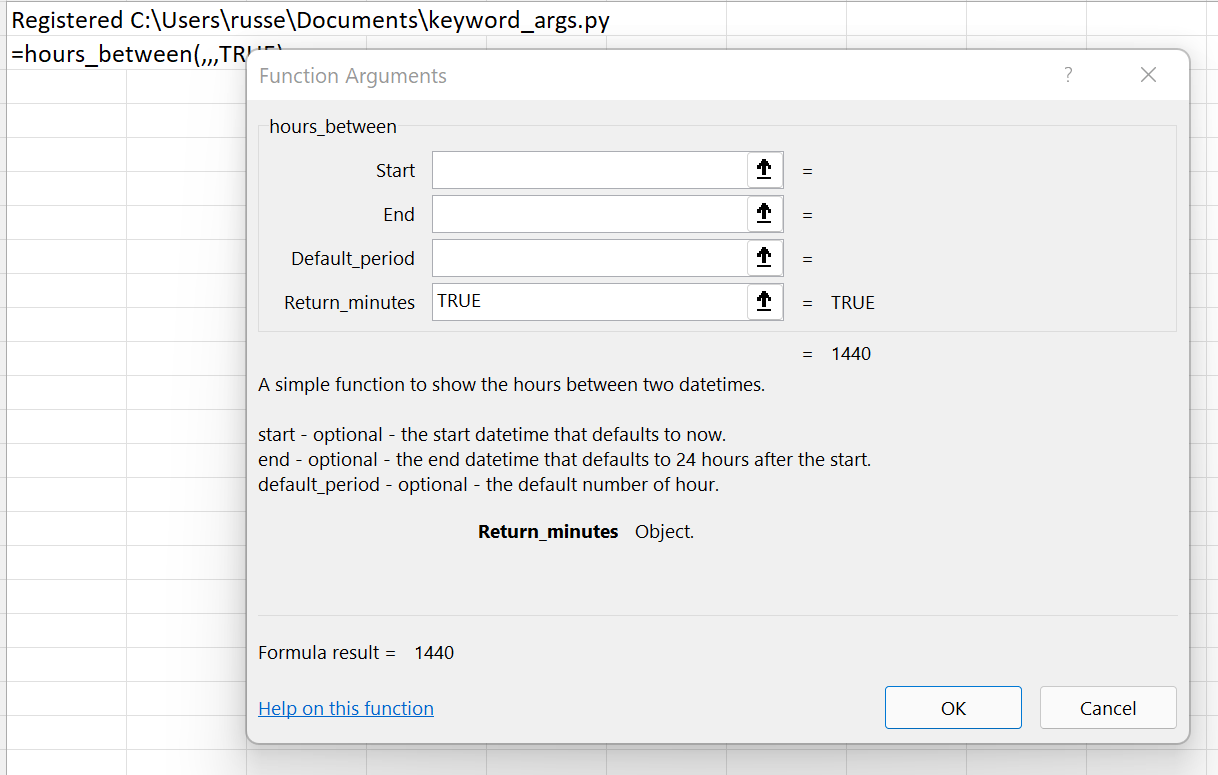 Registered C:\Users\russe\Documents\keyword_args.py
=hours_between(,,,TRUE)
Function Arguments ?
hours_between
Start =
End =
Default_period =
Return_minutes TRUE = TRUE
= 1440
A simple function to show the hours between two datetimes.
start - optional - the start datetime that defaults to now.
end - optional - the end datetime that defaults to 24 hours after the start.
default_period - optional - the default number of hour.
Return_minutes Object.
Formula result = 1440
Help on this function OK Cancel